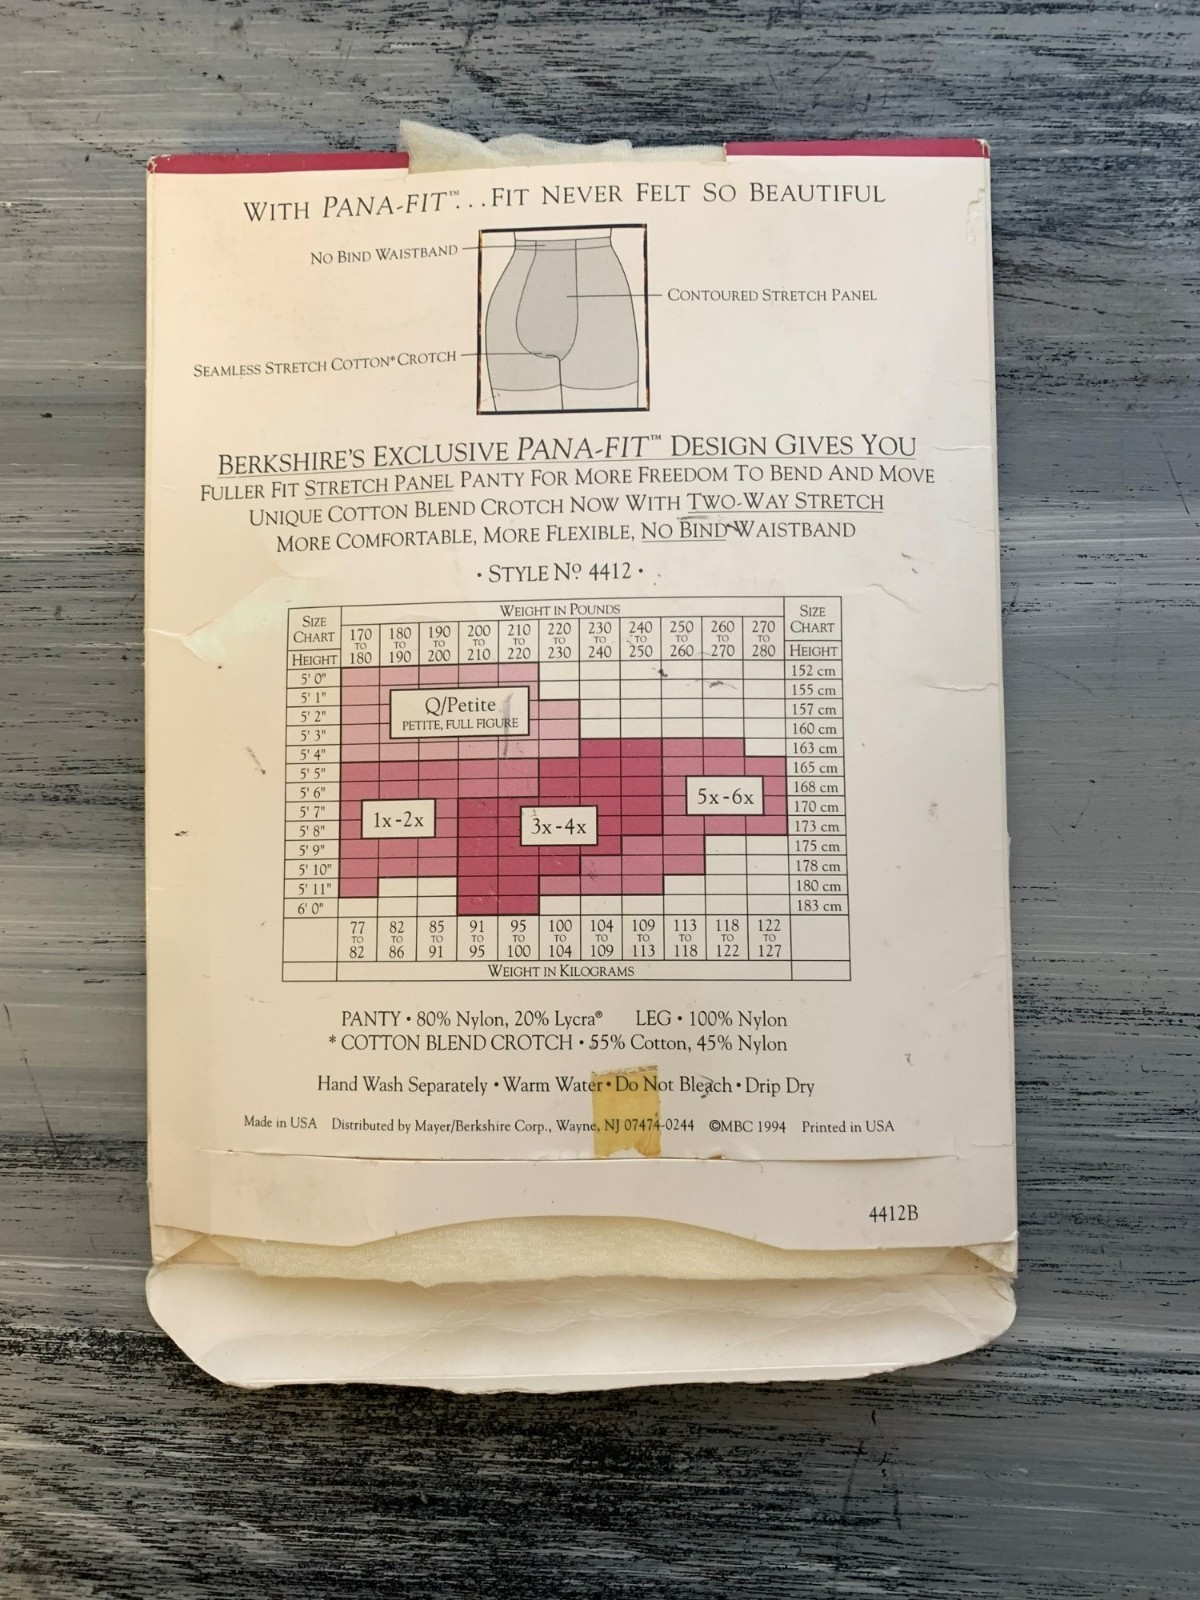 WITH PANA-FIT™...FIT NEVER FELT SO BEAUTIFUL
NO BIND WAISTBAND
CONTOURED STRETCH PANEL
SEAMLESS STRETCH COTTON* CROTCH
BERKSHIRE'S EXCLUSIVE PANA-FIT™ DESIGN GIVES YOU
FULLER FIT STRETCH PANEL PANTY FOR MORE FREEDOM TO BEND AND MOVE
UNIQUE COTTON BLEND CROTCH NOW WITH TWO-WAY STRETCH
MORE COMFORTABLE, MORE FLEXIBLE, NO BIND WAISTBAND
• STYLE Nº 4412 •
WEIGHT IN POUNDS
SIZE CHART
170 TO 180
180 TO 190
190 TO 200
200 TO 210
210 TO 220
220 TO 230
230 TO 240
240 TO 250
250 TO 260
260 TO 270
270 TO 280
SIZE CHART
HEIGHT
HEIGHT
5' 0" 152 cm
5' 1" 155 cm
5' 2" 157 cm
5' 3" 160 cm
5' 4" 163 cm
5' 5" 165 cm
5' 6" 168 cm
5' 7" 170 cm
5' 8" 173 cm
5' 9" 175 cm
5' 10" 178 cm
5' 11" 180 cm
6' 0" 183 cm
Q/Petite
PETITE, FULL FIGURE
1x-2x
3x-4x
5x-6x
77 TO 82
82 TO 86
85 TO 91
91 TO 95
95 TO 100
100 TO 104
104 TO 109
109 TO 113
113 TO 118
118 TO 122
122 TO 127
WEIGHT IN KILOGRAMS
PANTY • 80% Nylon, 20% Lycra® LEG • 100% Nylon
* COTTON BLEND CROTCH • 55% Cotton, 45% Nylon
Hand Wash Separately • Warm Water • Do Not Bleach • Drip Dry
Made in USA Distributed by Mayer/Berkshire Corp., Wayne, NJ 07474-0244 ©MBC 1994 Printed in USA
4412B